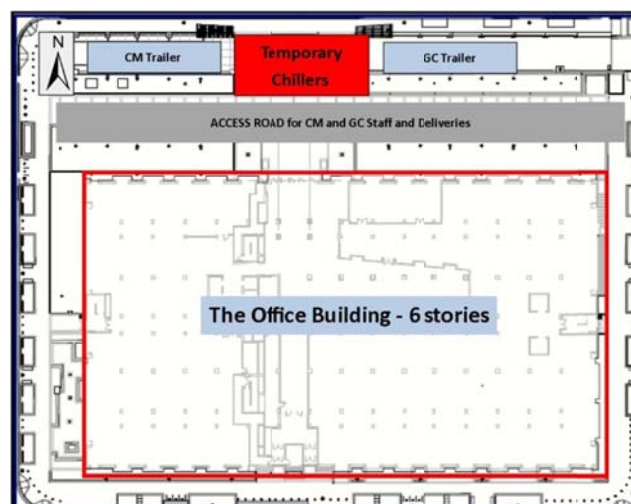 N
CM Trailer
Temporary
Chillers
GC Trailer
ACCESS ROAD for CM and GC Staff and Deliveries
The Office Building - 6 stories